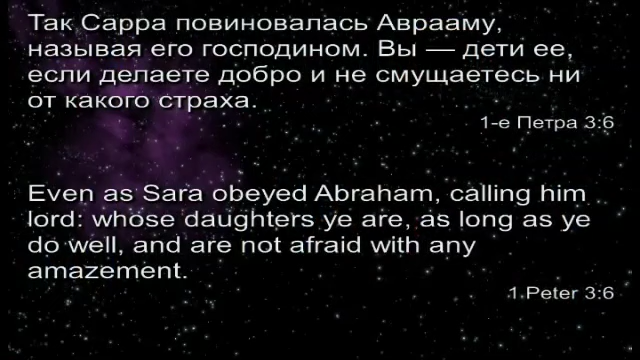 Так Сарра повиновалась Аврааму,
называя его господином. Вы — дети ее,
если делаете добро и не смущаетесь ни
от какого страха.
1-е Петра 3:6
Even as Sara obeyed Abraham, calling him
lord: whose daughters ye are, as long as ye
do well, and are not afraid with any
amazement.
1 Peter 3:6